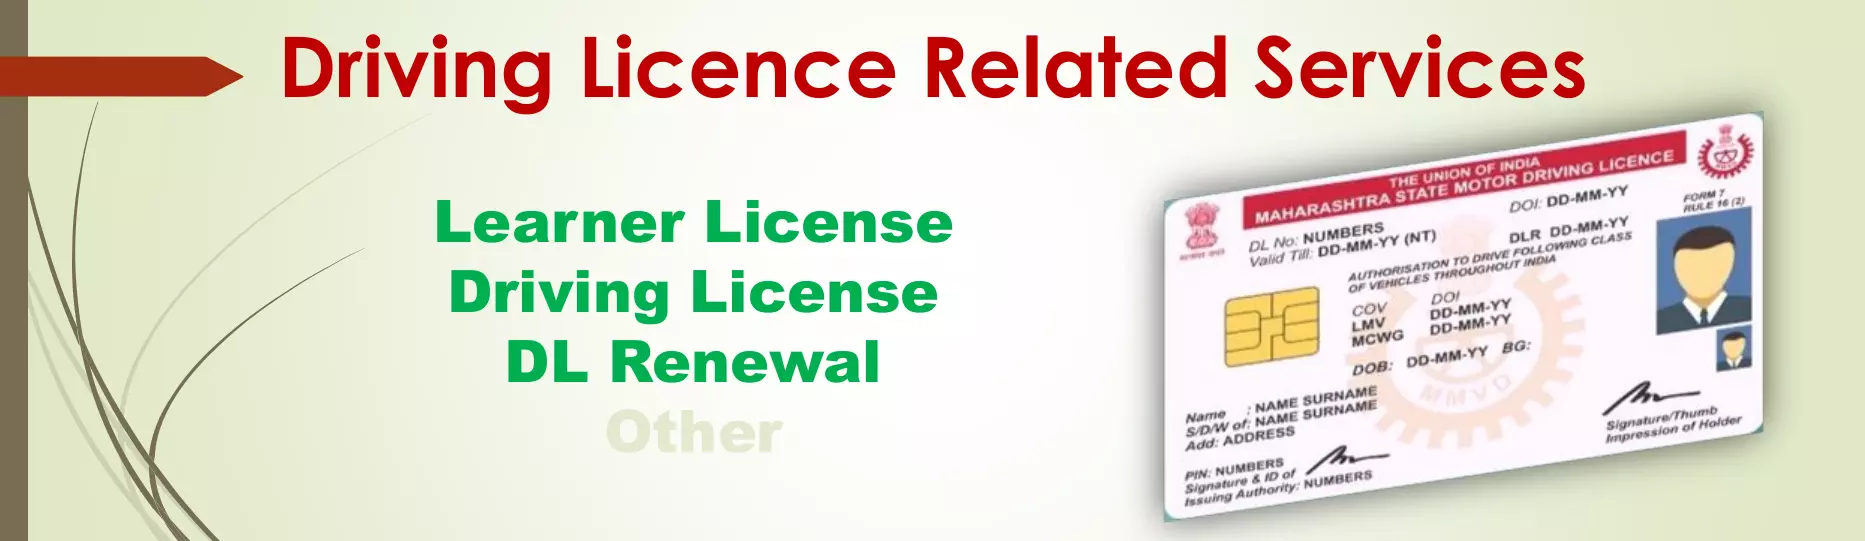 Driving Licence Related Services
Learner License
Driving License
DL Renewal
Other
THE UNION OF INDIA
MAHARASHTRA STATE MOTOR DRIVING LICENCE
DL No: NUMBERS
DOI: DD-MM-YY
FORM 7
RULE 16 (2)
Valid Till: DD-MM-YY (NT)
DLR DD-MM-YY
AUTHORISATION TO DRIVE FOLLOWING CLASS
OF VEHICLES THROUGHOUT INDIA
COV DOI
LMV DD-MM-YY
MCWG DD-MM-YY
DOB: DD-MM-YY BG:
MMVD
Name : NAME SURNAME
S/D/W of: NAME SURNAME
Add: ADDRESS
PIN: NUMBERS
Signature & ID of
Issuing Authority: NUMBERS
Signature/Thumb
Impression of Holder